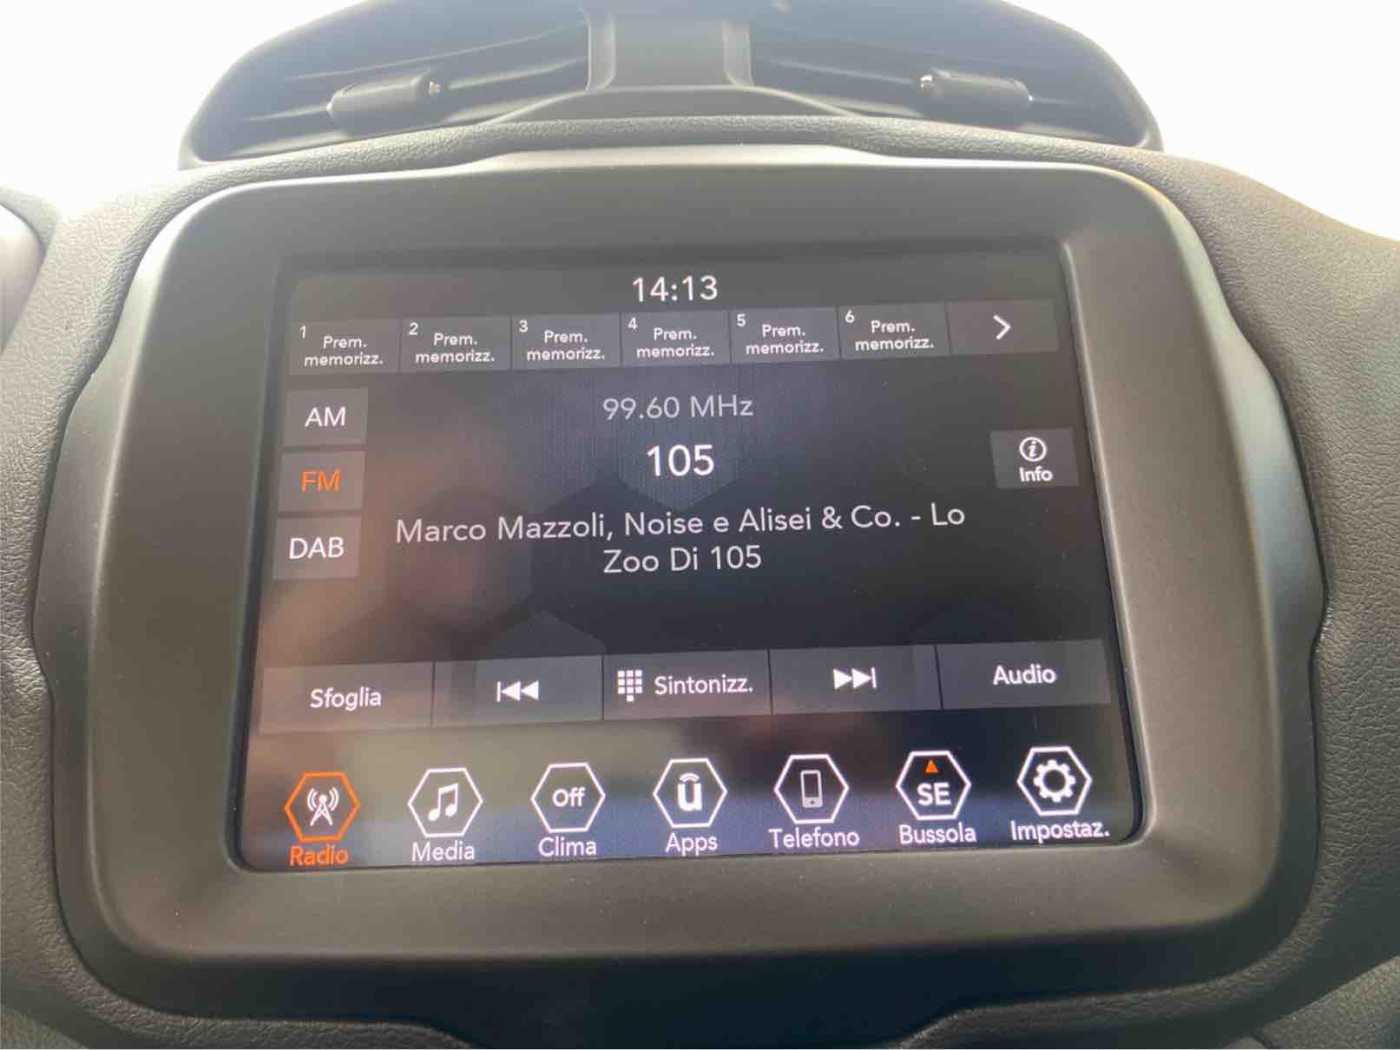 14:13
1 Prem. memorizz.
2 Prem. memorizz.
3 Prem. memorizz.
4 Prem. memorizz.
5 Prem. memorizz.
6 Prem. memorizz.
AM
99.60 MHz
105
FM
Info
DAB
Marco Mazzoli, Noise e Alisei & Co. - Lo
Zoo Di 105
Sfoglia
Sintonizz.
Audio
Off
SE
Radio
Media
Clima
Apps
Telefono
Bussola
Impostaz.